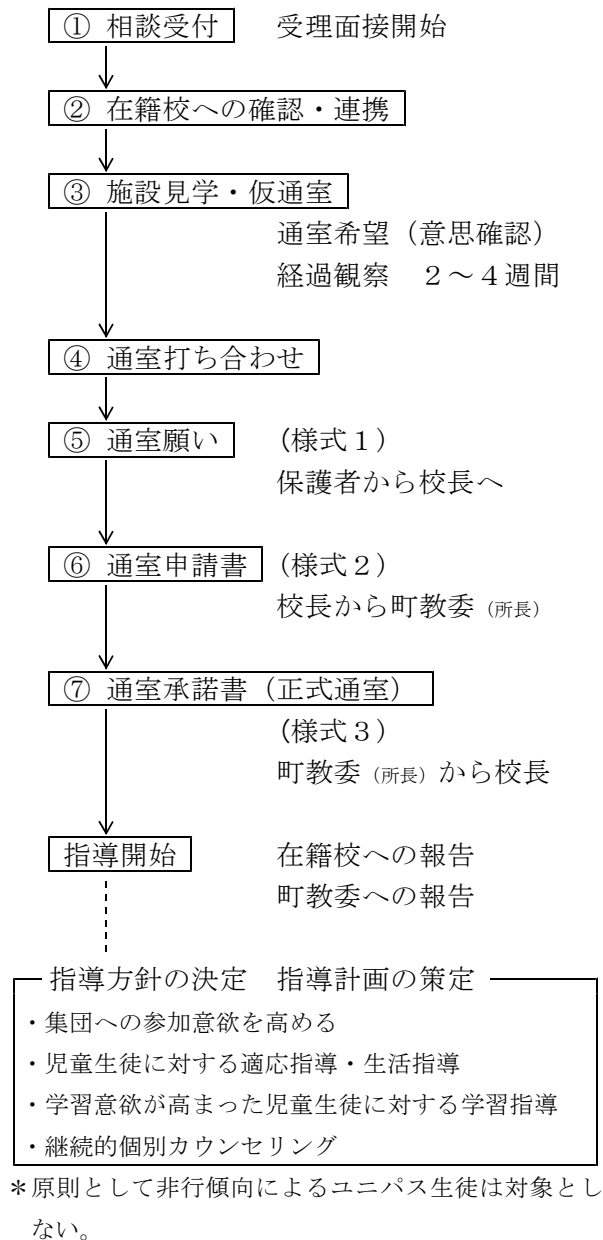 ① 相談受付　受理面接開始
② 在籍校への確認・連携
③ 施設見学・仮通室
通室希望（意思確認）
経過観察　２～４週間
④ 通室打ち合わせ
⑤ 通室願い　（様式１）
保護者から校長へ
⑥ 通室申請書　（様式２）
校長から町教委（所長）
⑦ 通室承諾書（正式通室）
（様式３）
町教委（所長）から校長
指導開始　在籍校への報告
町教委への報告
指導方針の決定　指導計画の策定
・集団への参加意欲を高める
・児童生徒に対する適応指導・生活指導
・学習意欲が高まった児童生徒に対する学習指導
・継続的個別カウンセリング
＊原則として非行傾向によるユニパス生徒は対象とし
ない。